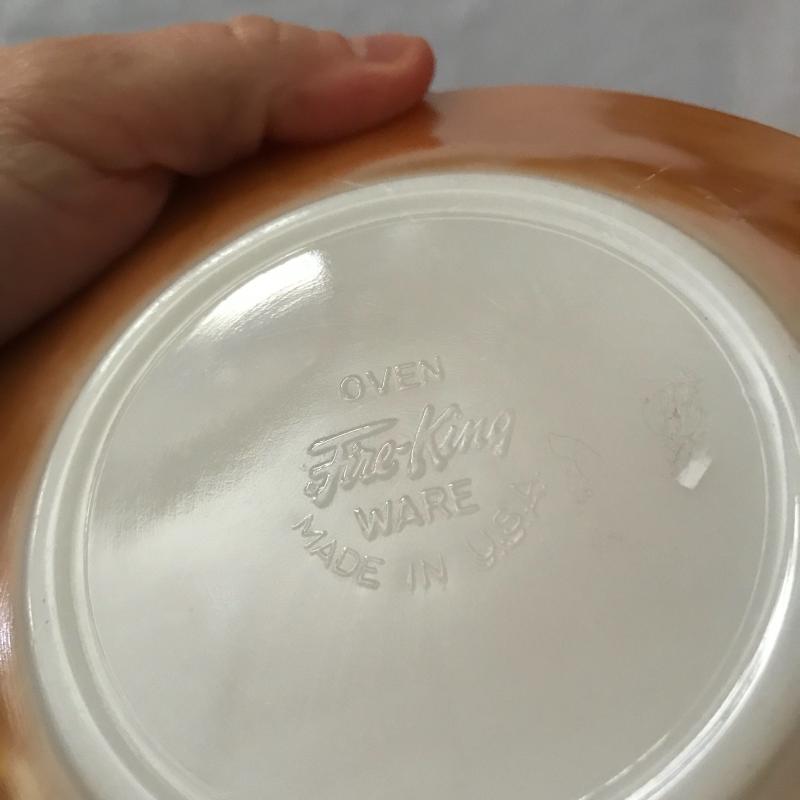 OVEN
Fire-King
WARE
MADE IN U.S.A